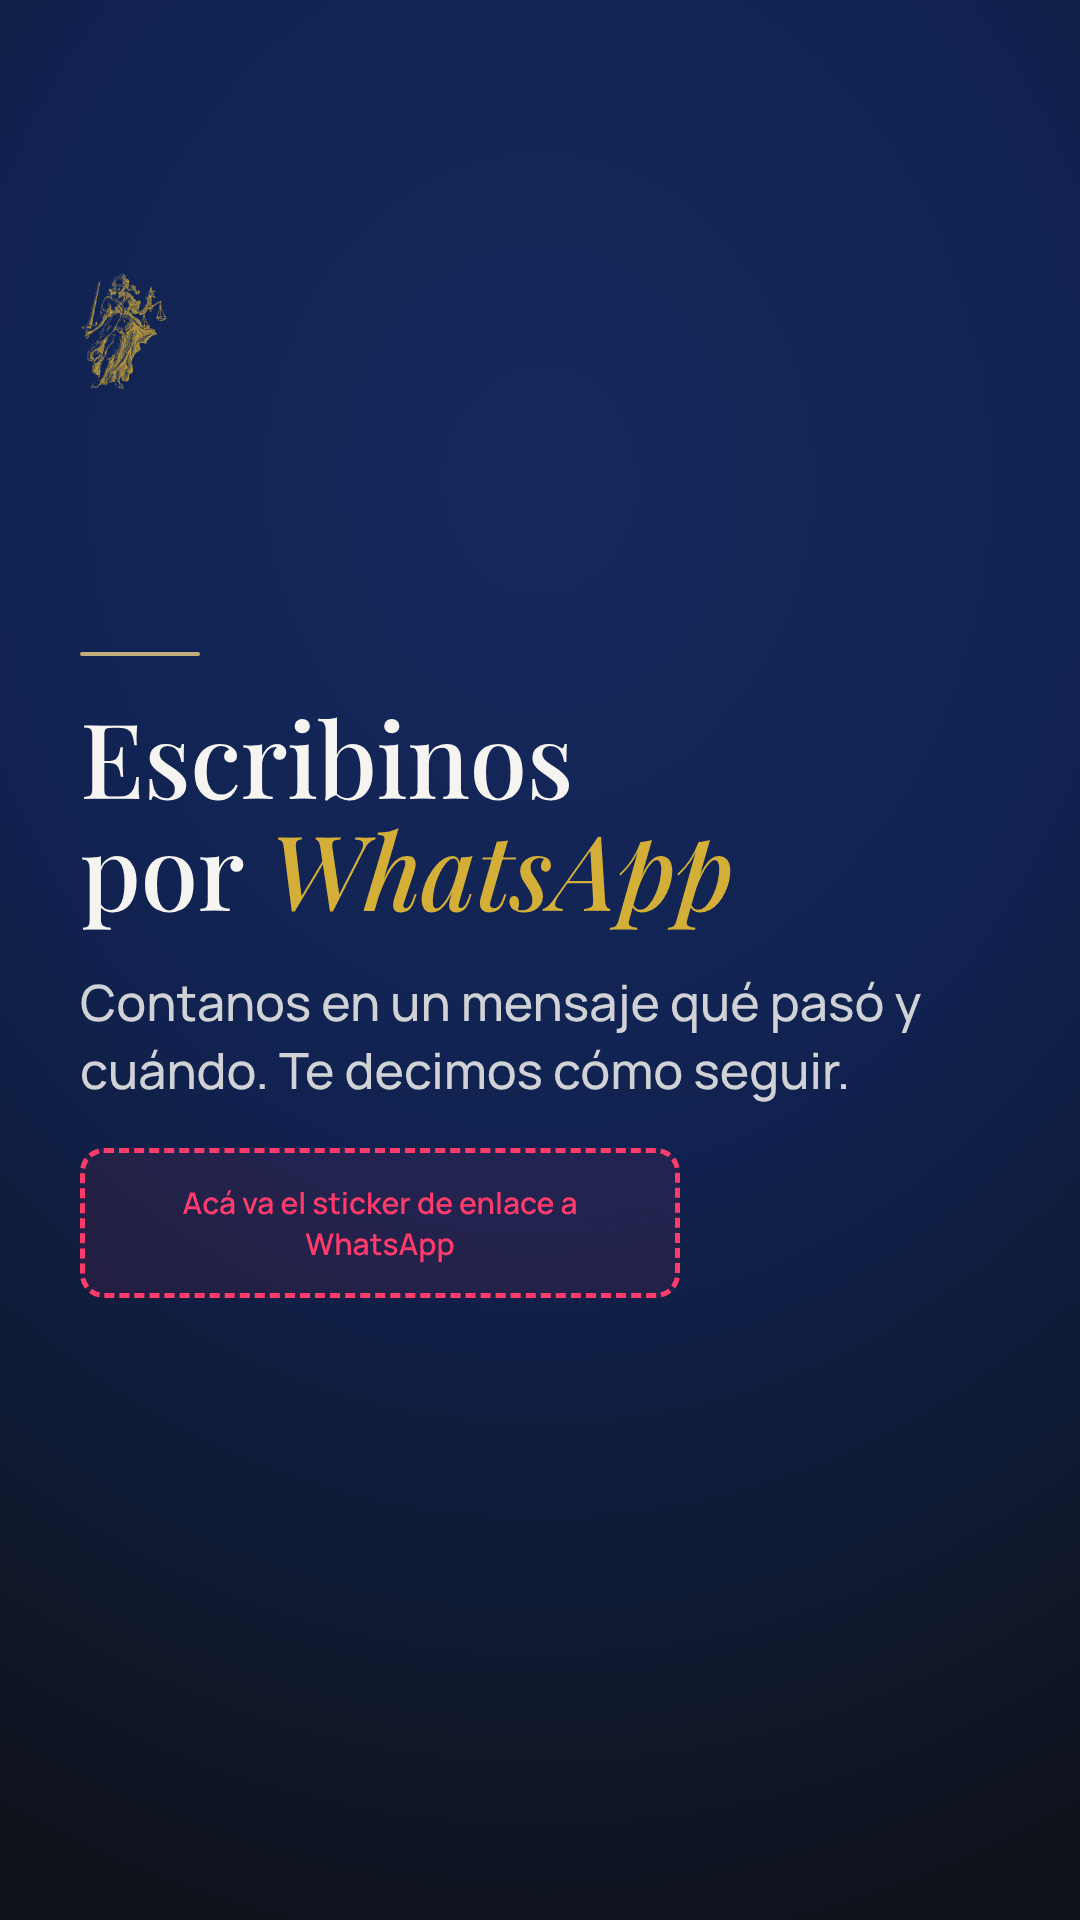 Escribinos
por WhatsApp
Contanos en un mensaje qué pasó y
cuándo. Te decimos cómo seguir.
Acá va el sticker de enlace a
WhatsApp